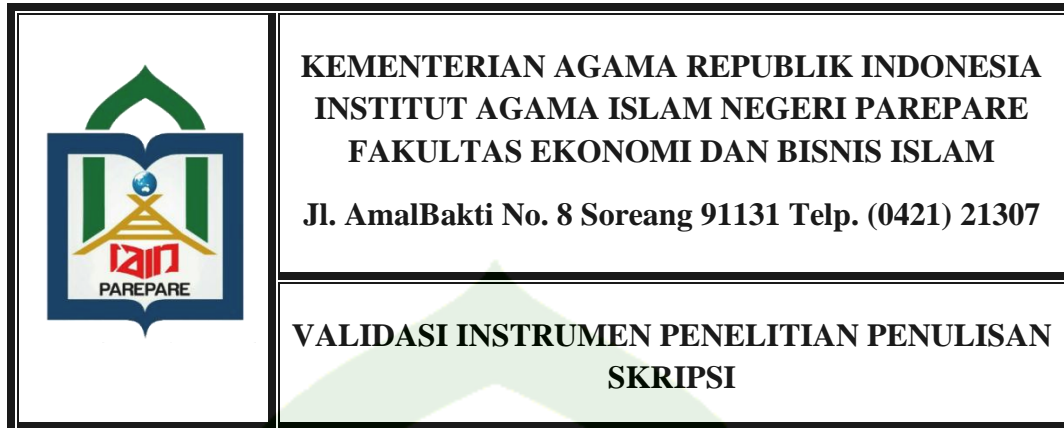 KEMENTERIAN AGAMA REPUBLIK INDONESIA
INSTITUT AGAMA ISLAM NEGERI PAREPARE
FAKULTAS EKONOMI DAN BISNIS ISLAM
Jl. AmalBakti No. 8 Soreang 91131 Telp. (0421) 21307
iain
PAREPARE
VALIDASI INSTRUMEN PENELITIAN PENULISAN
SKRIPSI